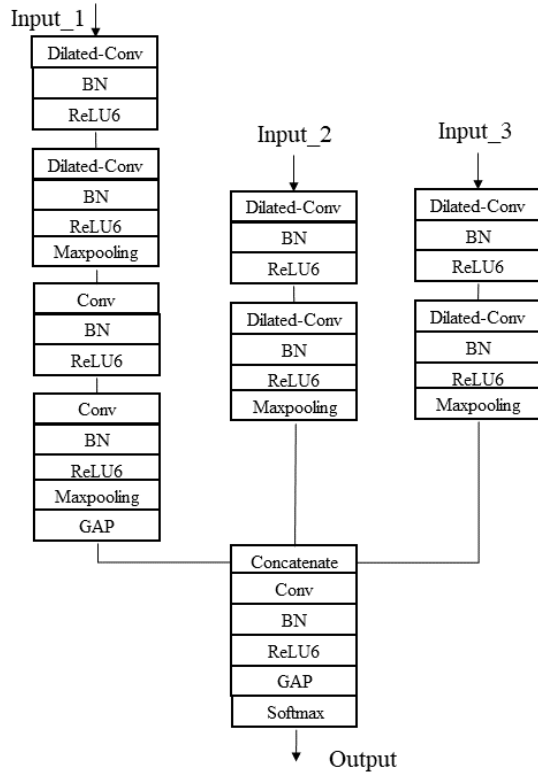 Input_1
Dilated-Conv
BN
ReLU6
Dilated-Conv
BN
ReLU6
Maxpooling
Conv
BN
ReLU6
Conv
BN
ReLU6
Maxpooling
GAP
Input_2
Dilated-Conv
BN
ReLU6
Dilated-Conv
BN
ReLU6
Maxpooling
Input_3
Dilated-Conv
BN
ReLU6
Dilated-Conv
BN
ReLU6
Maxpooling
Concatenate
Conv
BN
ReLU6
GAP
Softmax
Output